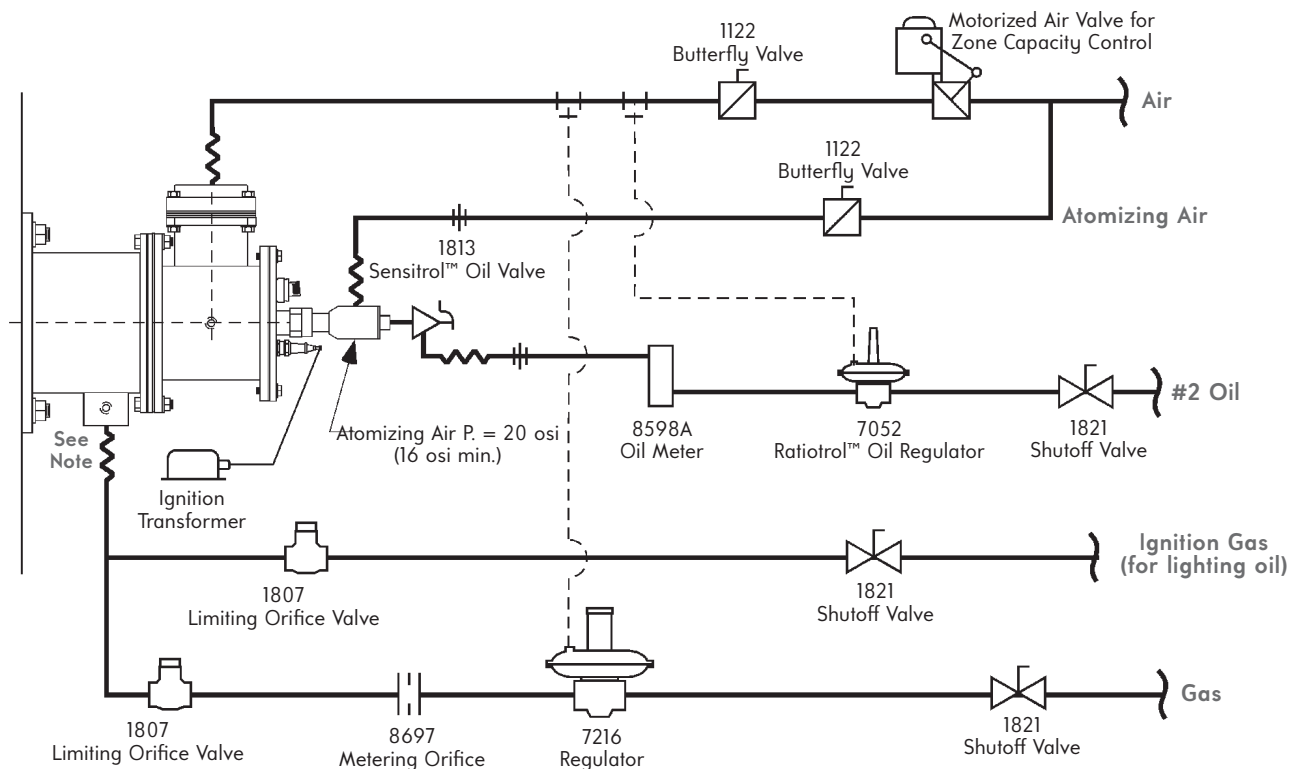 Motorized Air Valve for
Zone Capacity Control
1122
Butterfly Valve
Air
1122
Butterfly Valve
Atomizing Air
1813
Sensitrol™ Oil Valve
#2 Oil
See
Note
Atomizing Air P. = 20 osi
(16 osi min.)
8598A
Oil Meter
7052
Ratiotrol™ Oil Regulator
1821
Shutoff Valve
Ignition
Transformer
Ignition Gas
(for lighting oil)
1807
Limiting Orifice Valve
1821
Shutoff Valve
Gas
1807
Limiting Orifice Valve
8697
Metering Orifice
7216
Regulator
1821
Shutoff Valve